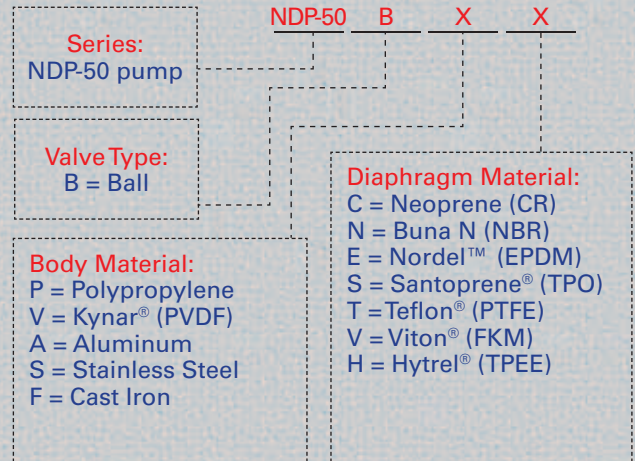 NDP-50 B X X
Series:
NDP-50 pump
Valve Type:
B = Ball
Body Material:
P = Polypropylene
V = Kynar® (PVDF)
A = Aluminum
S = Stainless Steel
F = Cast Iron
Diaphragm Material:
C = Neoprene (CR)
N = Buna N (NBR)
E = Nordel™ (EPDM)
S = Santoprene® (TPO)
T = Teflon® (PTFE)
V = Viton® (FKM)
H = Hytrel® (TPEE)